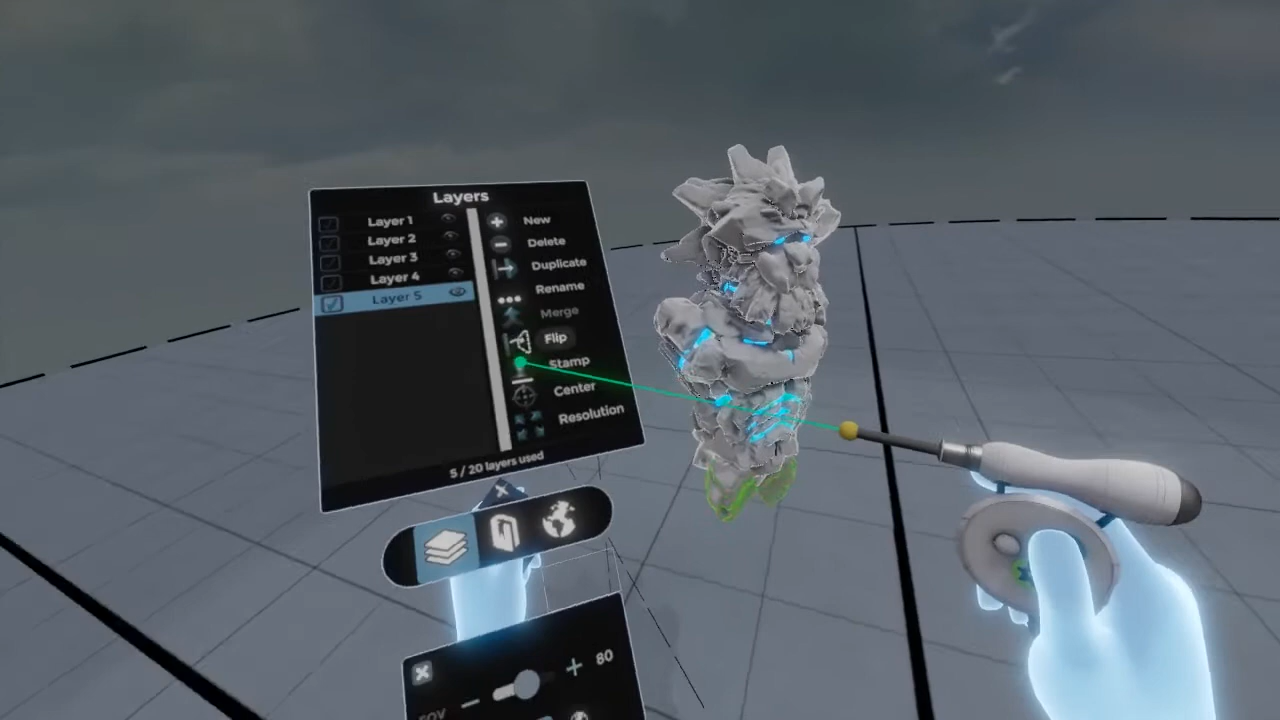 Layers
Layer 1
Layer 2
Layer 3
Layer 4
Layer 5
New
Delete
Duplicate
Rename
Merge
Flip
Stamp
Center
Resolution
5 / 20 layers used
80
FOV